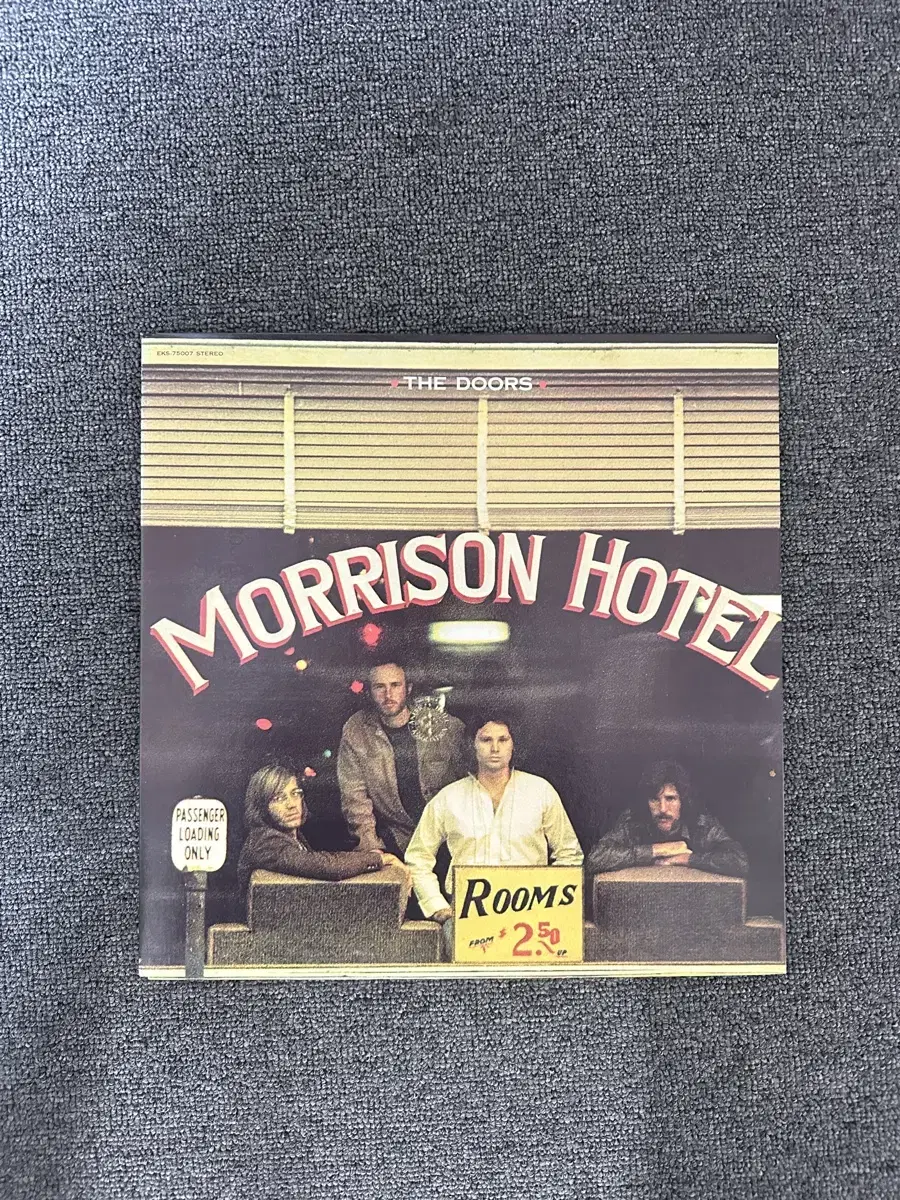 EKS-75007 STEREO
THE DOORS
MORRISON HOTEL
PASSENGER
LOADING
ONLY
ROOMS
FROM $2.50 UP